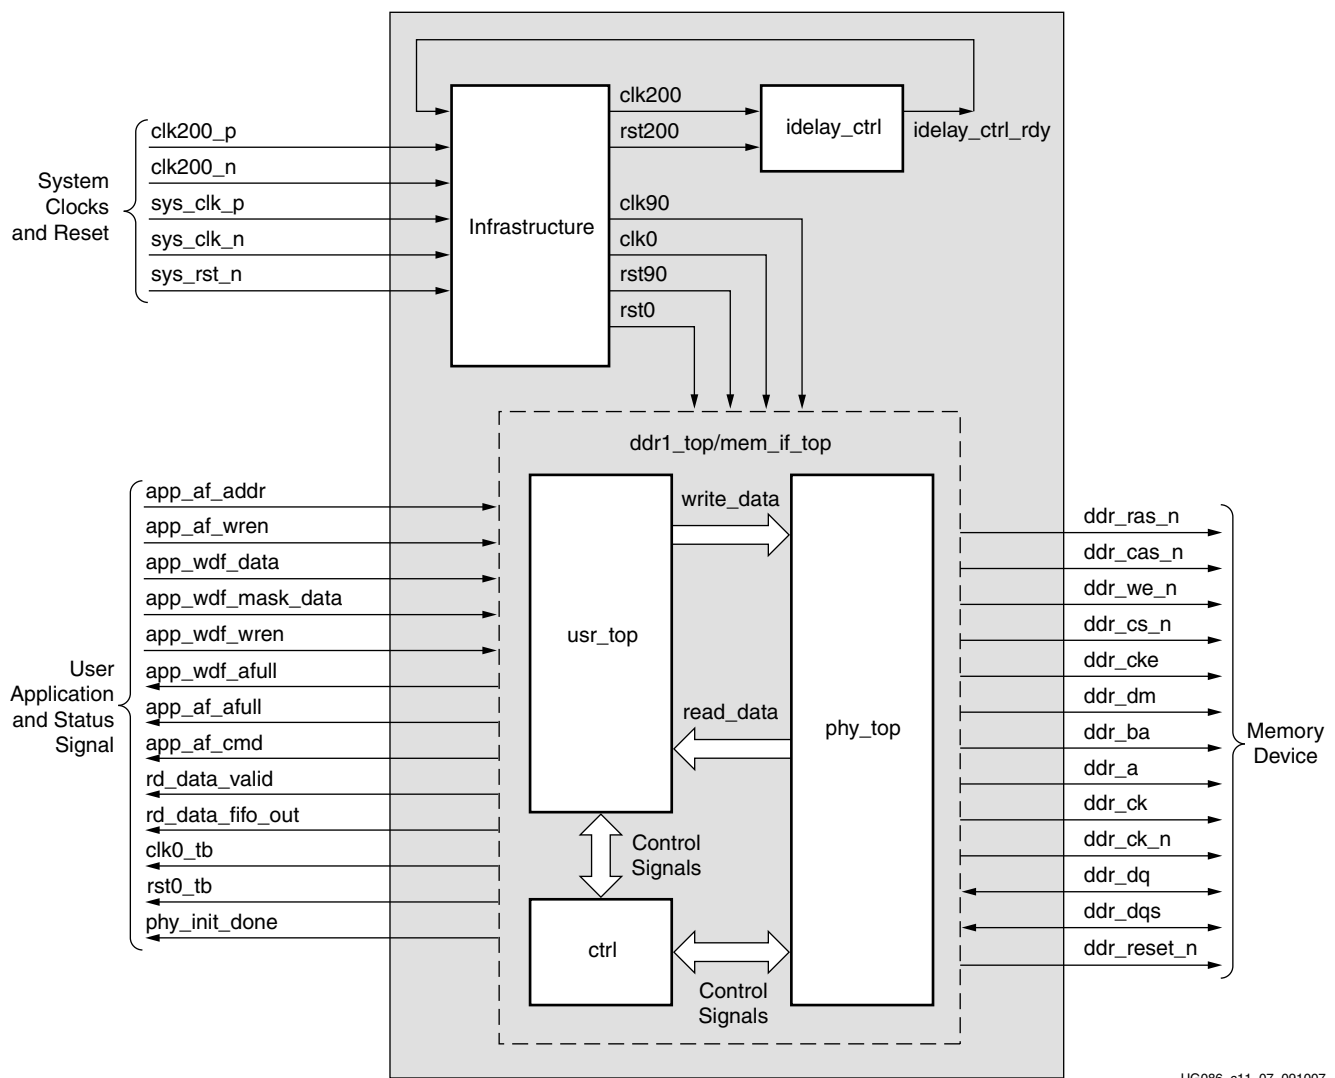 clk200
rst200
idelay_ctrl
idelay_ctrl_rdy
System
Clocks
and Reset
clk200_p
clk200_n
sys_clk_p
sys_clk_n
sys_rst_n
Infrastructure
clk90
clk0
rst90
rst0
ddr1_top/mem_if_top
User
Application
and Status
Signal
app_af_addr
app_af_wren
app_wdf_data
app_wdf_mask_data
app_wdf_wren
app_wdf_afull
app_af_afull
app_af_cmd
rd_data_valid
rd_data_fifo_out
clk0_tb
rst0_tb
phy_init_done
usr_top
write_data
read_data
phy_top
Control
Signals
ctrl
Control
Signals
ddr_ras_n
ddr_cas_n
ddr_we_n
ddr_cs_n
ddr_cke
ddr_dm
ddr_ba
ddr_a
ddr_ck
ddr_ck_n
ddr_dq
ddr_dqs
ddr_reset_n
Memory
Device